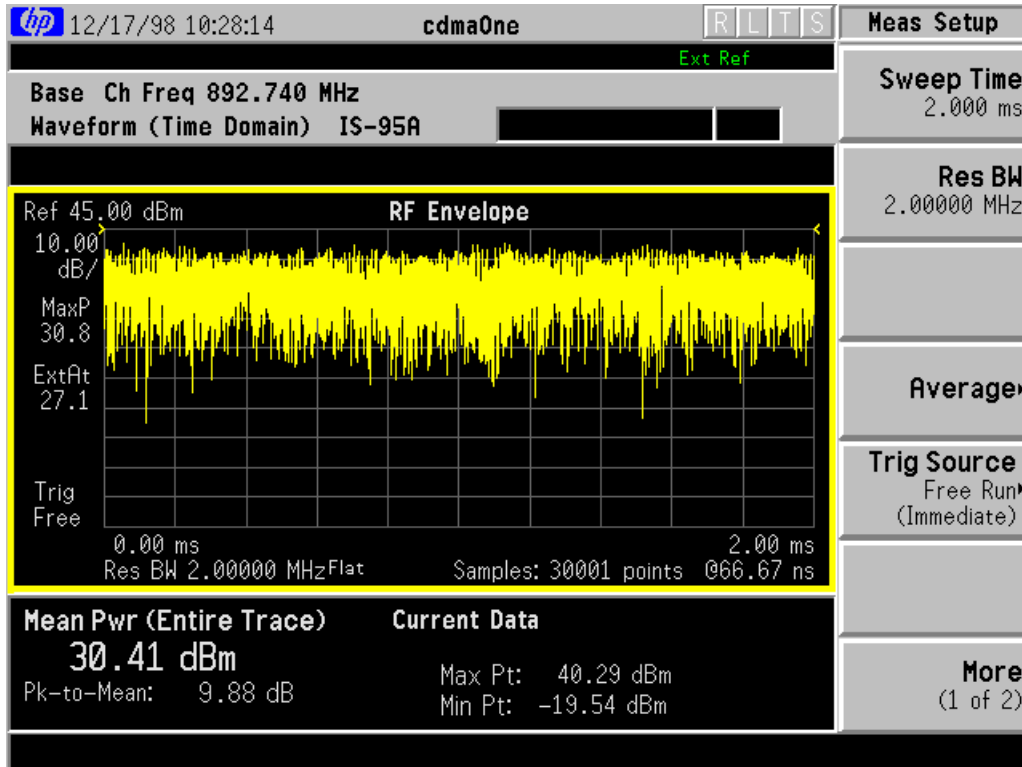 hp 12/17/98 10:28:14 cdmaOne R L T S Meas Setup
Ext Ref
Base Ch Freq 892.740 MHz
Waveform (Time Domain) IS-95A
Ref 45.00 dBm RF Envelope
10.00
dB/
MaxP
30.8
ExtAt
27.1
Trig
Free
0.00 ms 2.00 ms
Res BW 2.00000 MHz Flat Samples: 30001 points @66.67 ns
Mean Pwr (Entire Trace) Current Data
30.41 dBm
Max Pt: 40.29 dBm
Pk-to-Mean: 9.88 dB
Min Pt: -19.54 dBm
Sweep Time
2.000 ms
Res BW
2.00000 MHz
Average
Trig Source
Free Run
(Immediate)
More
(1 of 2)